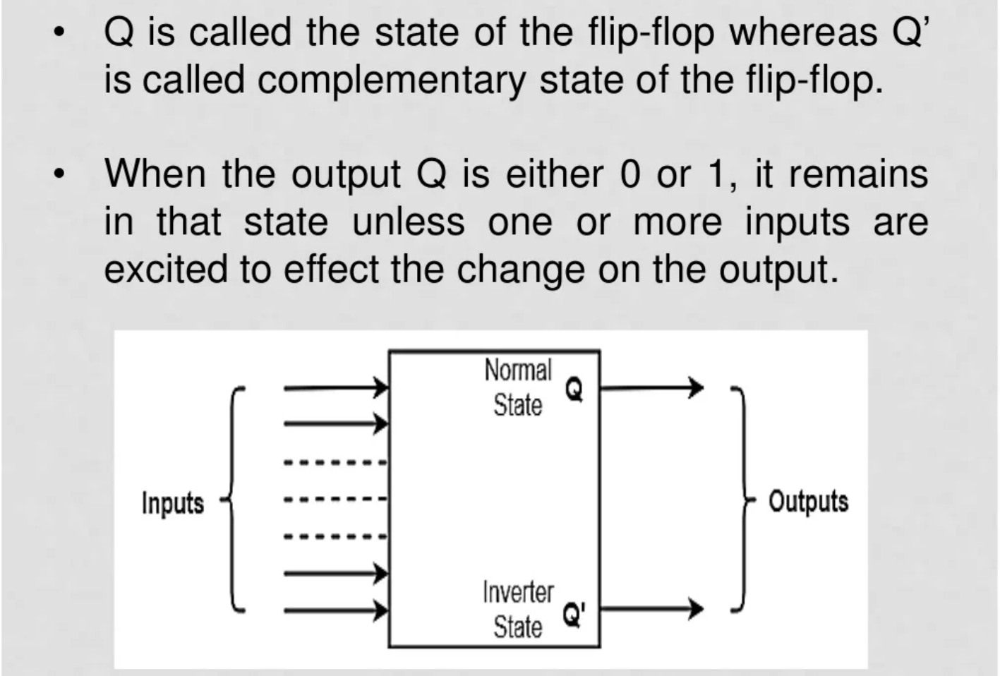 • Q is called the state of the flip-flop whereas Q’
is called complementary state of the flip-flop.
• When the output Q is either 0 or 1, it remains
in that state unless one or more inputs are
excited to effect the change on the output.
Normal
State
Q
Inputs
Outputs
Inverter
State
Q'